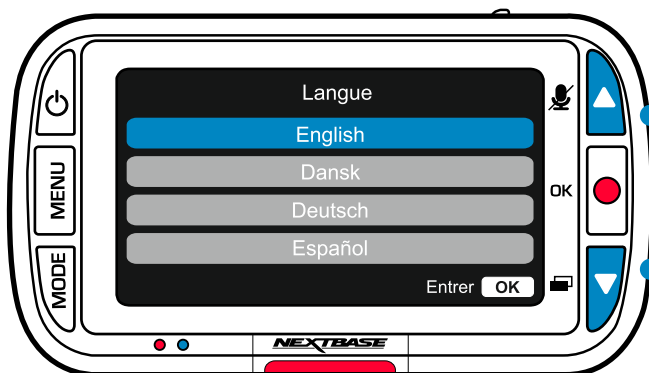 Langue
English
Dansk
Deutsch
Español
Entrer OK
MENU
MODE
OK
NEXTBASE